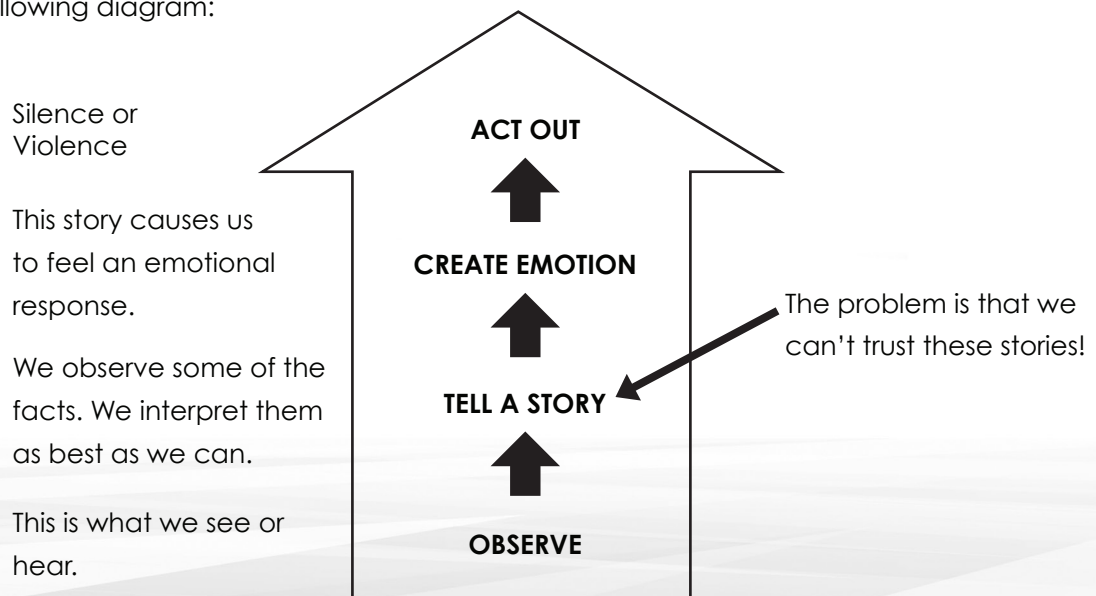 llowing diagram:
Silence or
Violence
ACT OUT
This story causes us
to feel an emotional
response.
CREATE EMOTION
The problem is that we
can’t trust these stories!
We observe some of the
facts. We interpret them
as best as we can.
TELL A STORY
This is what we see or
hear.
OBSERVE